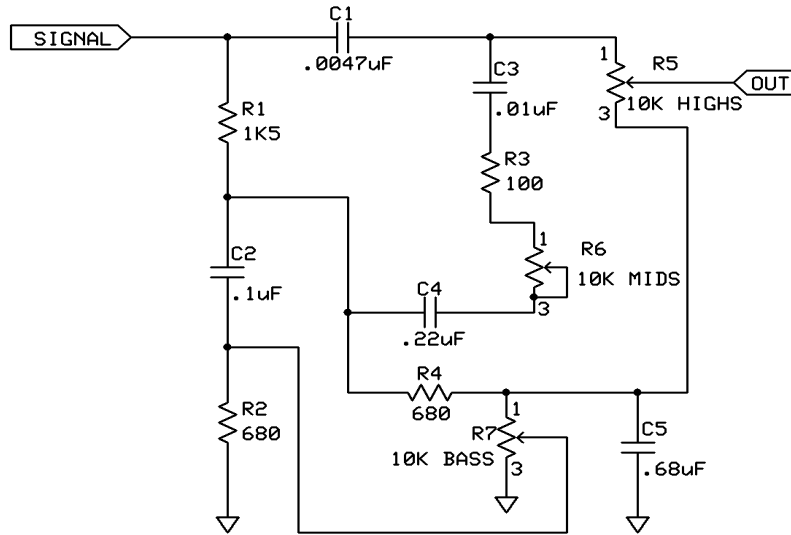 C1
SIGNAL
.0047uF
C3
.01uF
1
R5
OUT
10K HIGHS
3
R1
1K5
R3
100
C2
.1uF
1
R6
10K MIDS
3
C4
.22uF
R4
680
R2
680
1
R7
10K BASS
3
C5
.68uF